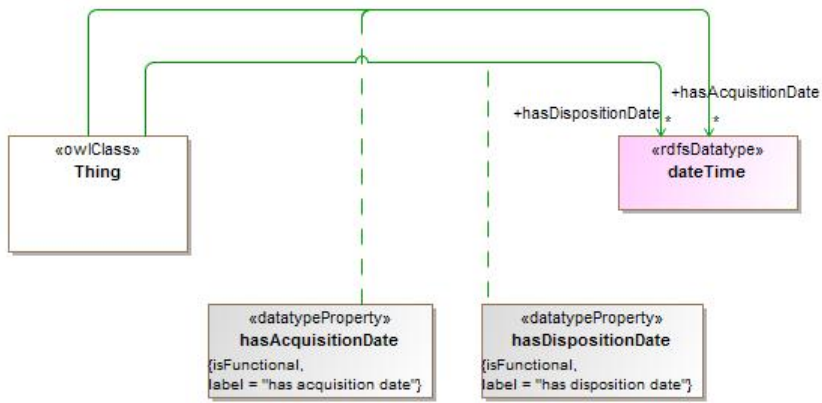 +hasAcquisitionDate
+hasDispositionDate
*
*
«owlClass»
Thing
«rdfsDatatype»
dateTime
«datatypeProperty»
hasAcquisitionDate
{isFunctional,
label = "has acquisition date"}
«datatypeProperty»
hasDispositionDate
{isFunctional,
label = "has disposition date"}